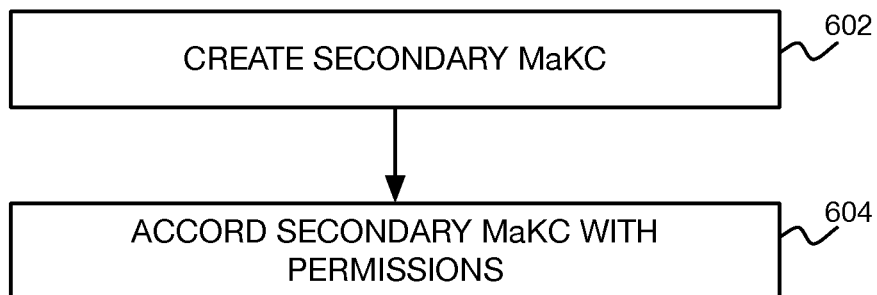 CREATE SECONDARY MaKC
602
ACCORD SECONDARY MaKC WITH
PERMISSIONS
604